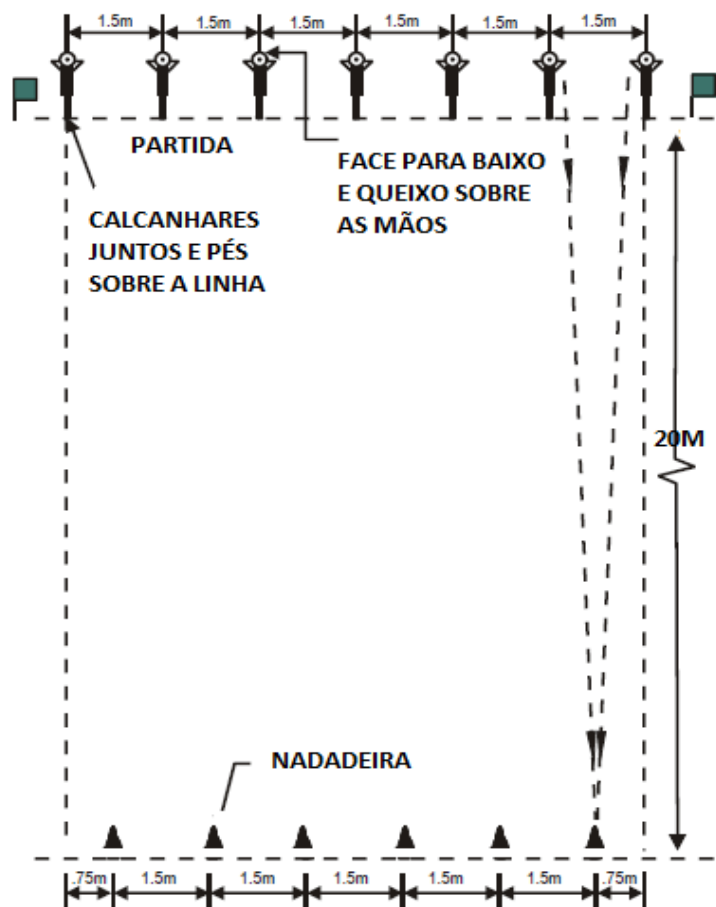 1.5m 1.5m 1.5m 1.5m 1.5m 1.5m
PARTIDA
FACE PARA BAIXO
E QUEIXO SOBRE
AS MÃOS
CALCANHARES
JUNTOS E PÉS
SOBRE A LINHA
20M
NADADEIRA
.75m 1.5m 1.5m 1.5m 1.5m 1.5m .75m